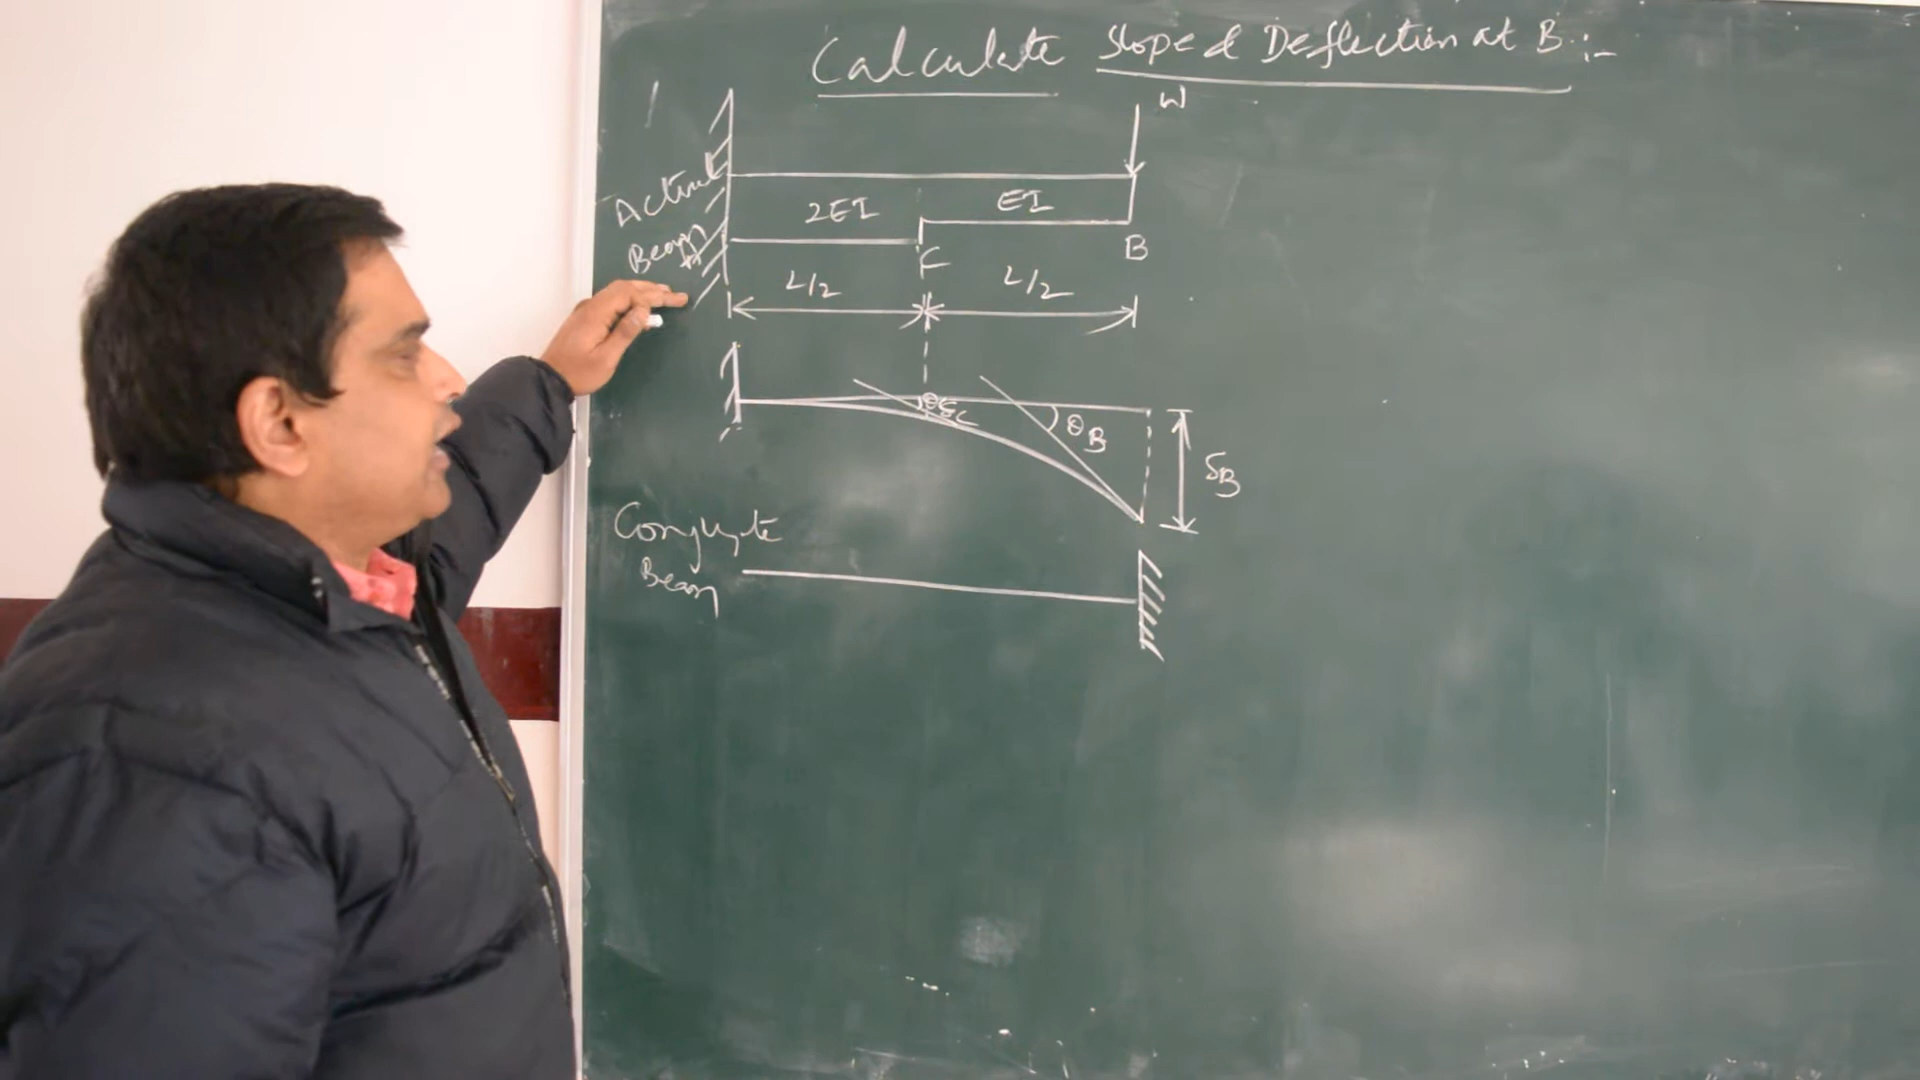 Calculate Slope & Deflection at B :-
W
Actual
Beam
2EI
EI
C
B
L/2
L/2
θC
θB
δB
Conjugate
Beam